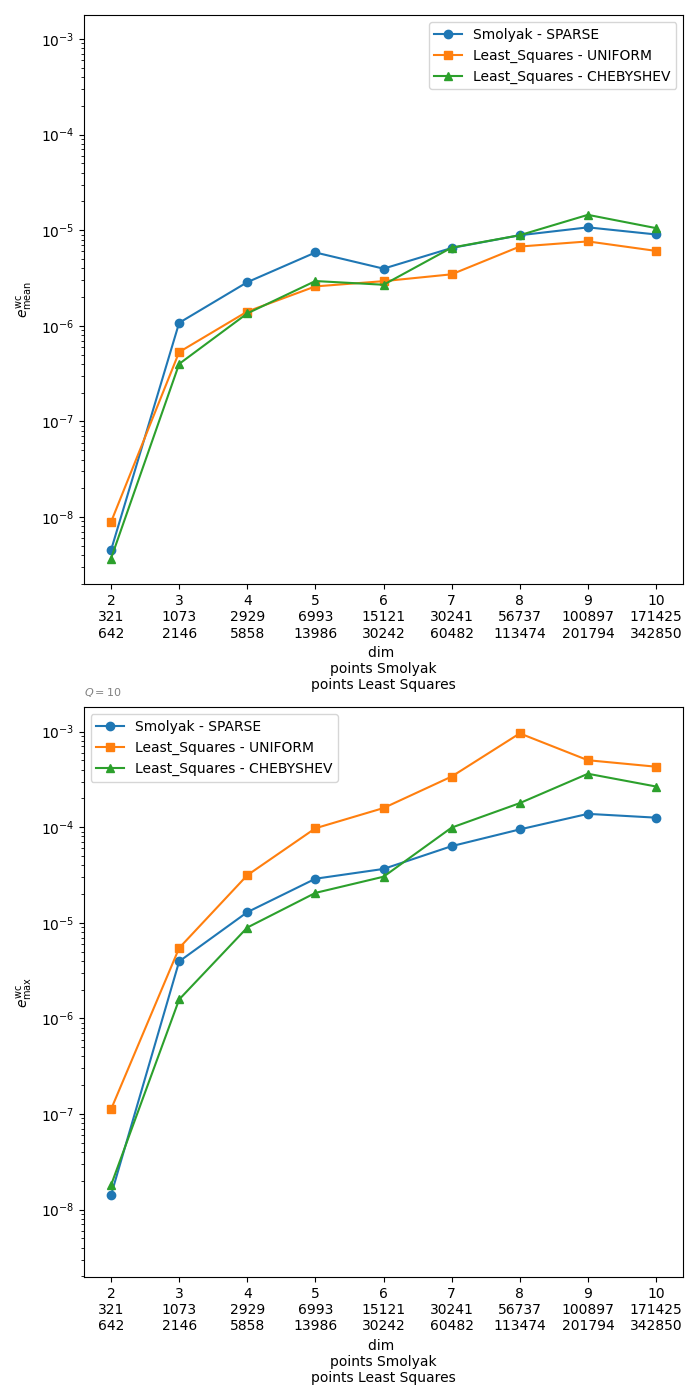 10⁻³
10⁻⁴
10⁻⁵
10⁻⁶
10⁻⁷
10⁻⁸
e^wc_mean
Smolyak - SPARSE
Least_Squares - UNIFORM
Least_Squares - CHEBYSHEV
2 3 4 5 6 7 8 9 10
321 1073 2929 6993 15121 30241 56737 100897 171425
642 2146 5858 13986 30242 60482 113474 201794 342850
dim
points Smolyak
points Least Squares
Q = 10
10⁻³
10⁻⁴
10⁻⁵
10⁻⁶
10⁻⁷
10⁻⁸
e^wc_max
Smolyak - SPARSE
Least_Squares - UNIFORM
Least_Squares - CHEBYSHEV
2 3 4 5 6 7 8 9 10
321 1073 2929 6993 15121 30241 56737 100897 171425
642 2146 5858 13986 30242 60482 113474 201794 342850
dim
points Smolyak
points Least Squares